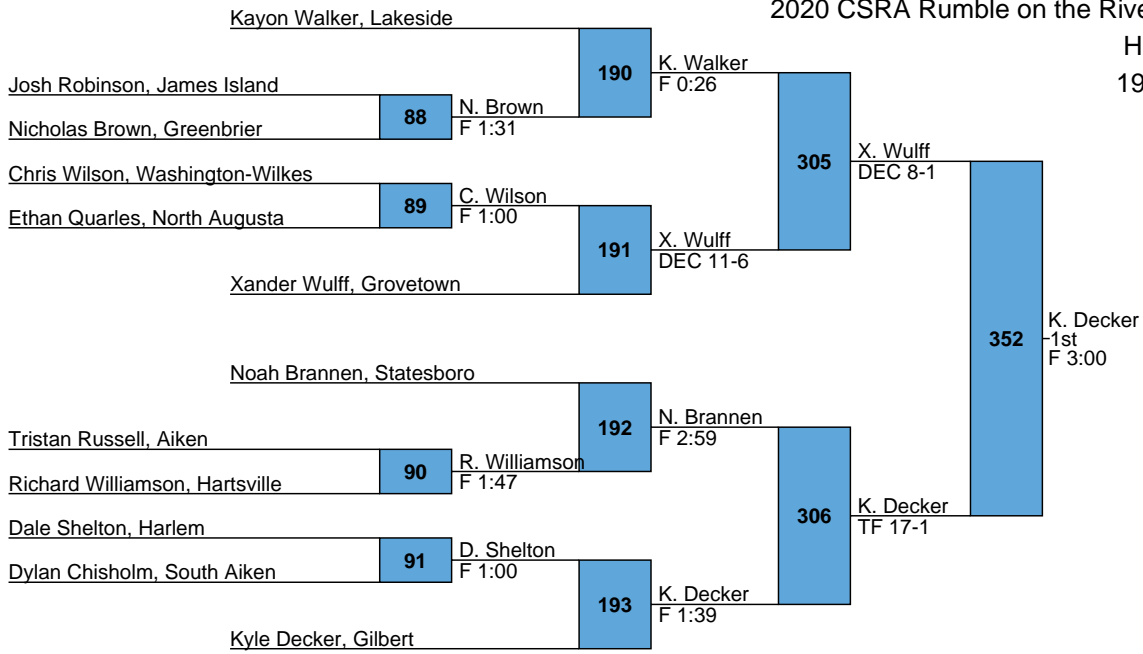 2020 CSRA Rumble on the Rive
H
19
Kayon Walker, Lakeside
190
K. Walker
F 0:26
Josh Robinson, James Island
88
N. Brown
F 1:31
Nicholas Brown, Greenbrier
305
X. Wulff
DEC 8-1
Chris Wilson, Washington-Wilkes
89
C. Wilson
F 1:00
Ethan Quarles, North Augusta
191
X. Wulff
DEC 11-6
Xander Wulff, Grovetown
352
K. Decker
1st
F 3:00
Noah Brannen, Statesboro
192
N. Brannen
F 2:59
Tristan Russell, Aiken
90
R. Williamson
F 1:47
Richard Williamson, Hartsville
306
K. Decker
TF 17-1
Dale Shelton, Harlem
91
D. Shelton
F 1:00
Dylan Chisholm, South Aiken
193
K. Decker
F 1:39
Kyle Decker, Gilbert